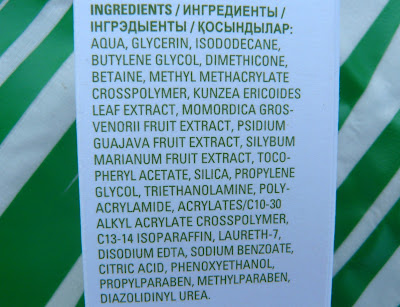 INGREDIENTS / ИНГРЕДИЕНТЫ /
ІНГРЭДЫЕНТЫ / ҚОСЫНДЫЛАР:
AQUA, GLYCERIN, ISODODECANE,
BUTYLENE GLYCOL, DIMETHICONE,
BETAINE, METHYL METHACRYLATE
CROSSPOLYMER, KUNZEA ERICOIDES
LEAF EXTRACT, MOMORDICA GROS-
VENORII FRUIT EXTRACT, PSIDIUM
GUAJAVA FRUIT EXTRACT, SILYBUM
MARIANUM FRUIT EXTRACT, TOCO-
PHERYL ACETATE, SILICA, PROPYLENE
GLYCOL, TRIETHANOLAMINE, POLY-
ACRYLAMIDE, ACRYLATES/C10-30
ALKYL ACRYLATE CROSSPOLYMER,
C13-14 ISOPARAFFIN, LAURETH-7,
DISODIUM EDTA, SODIUM BENZOATE,
CITRIC ACID, PHENOXYETHANOL,
PROPYLPARABEN, METHYLPARABEN,
DIAZOLIDINYL UREA.